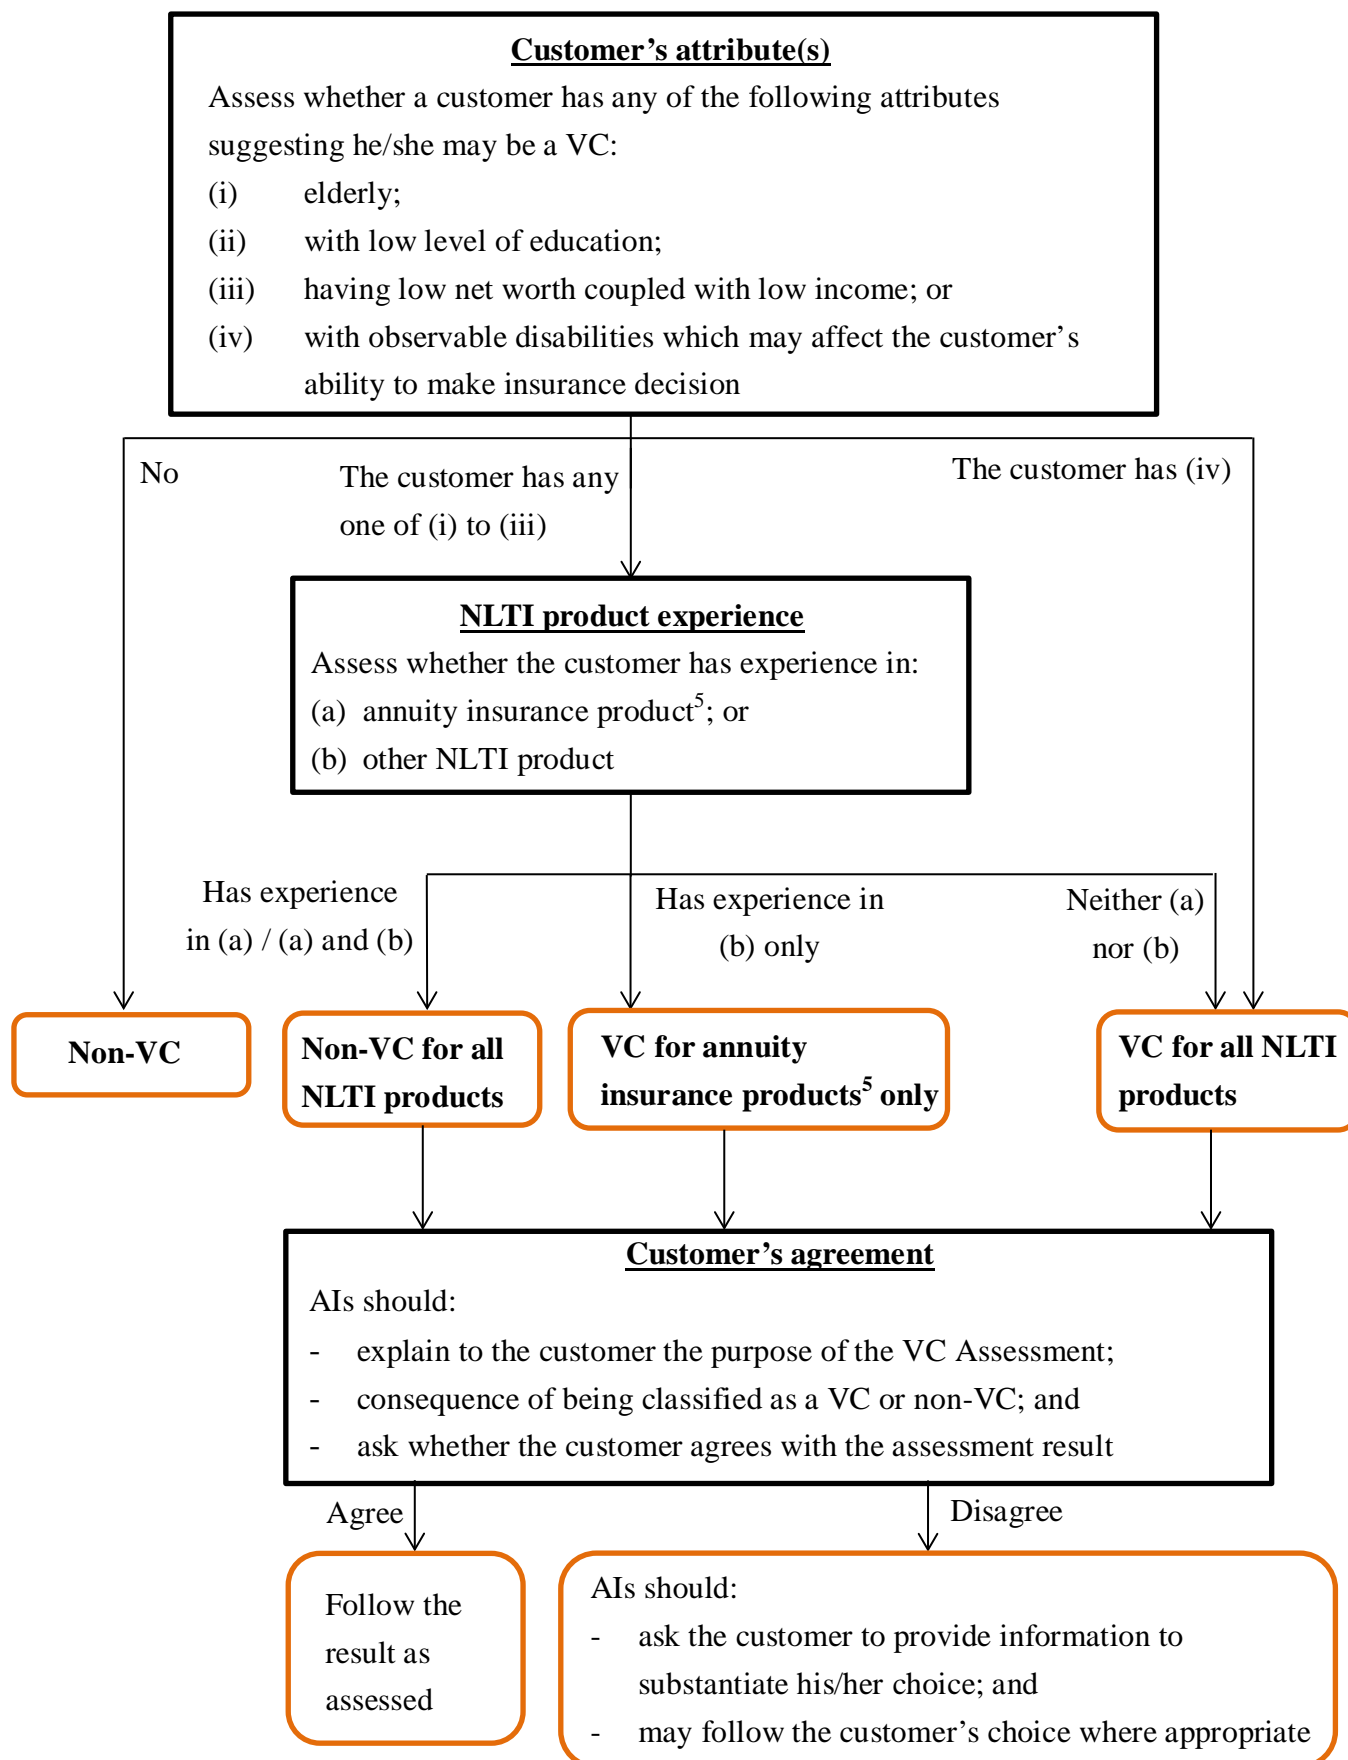 Customer’s attribute(s)
Assess whether a customer has any of the following attributes
suggesting he/she may be a VC:
(i) elderly;
(ii) with low level of education;
(iii) having low net worth coupled with low income; or
(iv) with observable disabilities which may affect the customer’s
ability to make insurance decision
No
The customer has any
one of (i) to (iii)
The customer has (iv)
NLTI product experience
Assess whether the customer has experience in:
(a) annuity insurance product5; or
(b) other NLTI product
Has experience
in (a) / (a) and (b)
Has experience in
(b) only
Neither (a)
nor (b)
Non-VC
Non-VC for all
NLTI products
VC for annuity
insurance products5 only
VC for all NLTI
products
Customer’s agreement
AIs should:
- explain to the customer the purpose of the VC Assessment;
- consequence of being classified as a VC or non-VC; and
- ask whether the customer agrees with the assessment result
Agree
Disagree
Follow the
result as
assessed
AIs should:
- ask the customer to provide information to
substantiate his/her choice; and
- may follow the customer’s choice where appropriate